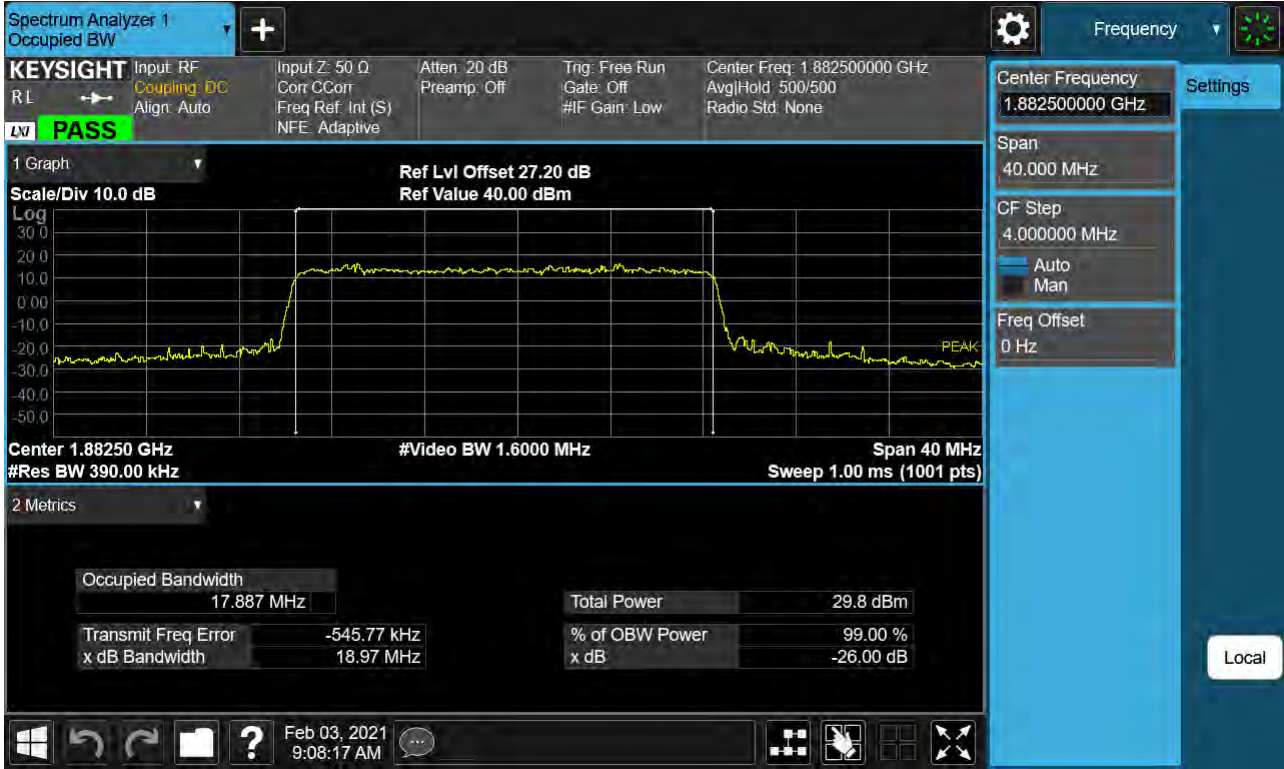 Spectrum Analyzer 1
Occupied BW
+
Frequency
KEYSIGHT
R L
LXI
PASS
Input: RF
Coupling: DC
Align: Auto
Input Z: 50 Ω
Corr CCorr
Freq Ref: Int (S)
NFE: Adaptive
Atten: 20 dB
Preamp: Off
Trig: Free Run
Gate: Off
#IF Gain: Low
Center Freq: 1.882500000 GHz
Avg|Hold: 500/500
Radio Std: None
Center Frequency
1.882500000 GHz
Settings
Span
40.000 MHz
CF Step
4.000000 MHz
Auto
Man
Freq Offset
0 Hz
Local
1 Graph
Scale/Div 10.0 dB
Ref Lvl Offset 27.20 dB
Ref Value 40.00 dBm
Log
30.0
20.0
10.0
0.00
-10.0
-20.0
-30.0
-40.0
-50.0
PEAK
Center 1.88250 GHz
#Video BW 1.6000 MHz
Span 40 MHz
#Res BW 390.00 kHz
Sweep 1.00 ms (1001 pts)
2 Metrics
Occupied Bandwidth
17.887 MHz
Total Power 29.8 dBm
Transmit Freq Error -545.77 kHz
% of OBW Power 99.00 %
x dB Bandwidth 18.97 MHz
x dB -26.00 dB
?
Feb 03, 2021
9:08:17 AM